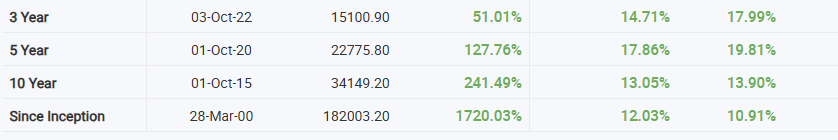 3 Year 03-Oct-22 15100.90 51.01% 14.71% 17.99%
5 Year 01-Oct-20 22775.80 127.76% 17.86% 19.81%
10 Year 01-Oct-15 34149.20 241.49% 13.05% 13.90%
Since Inception 28-Mar-00 182003.20 1720.03% 12.03% 10.91%